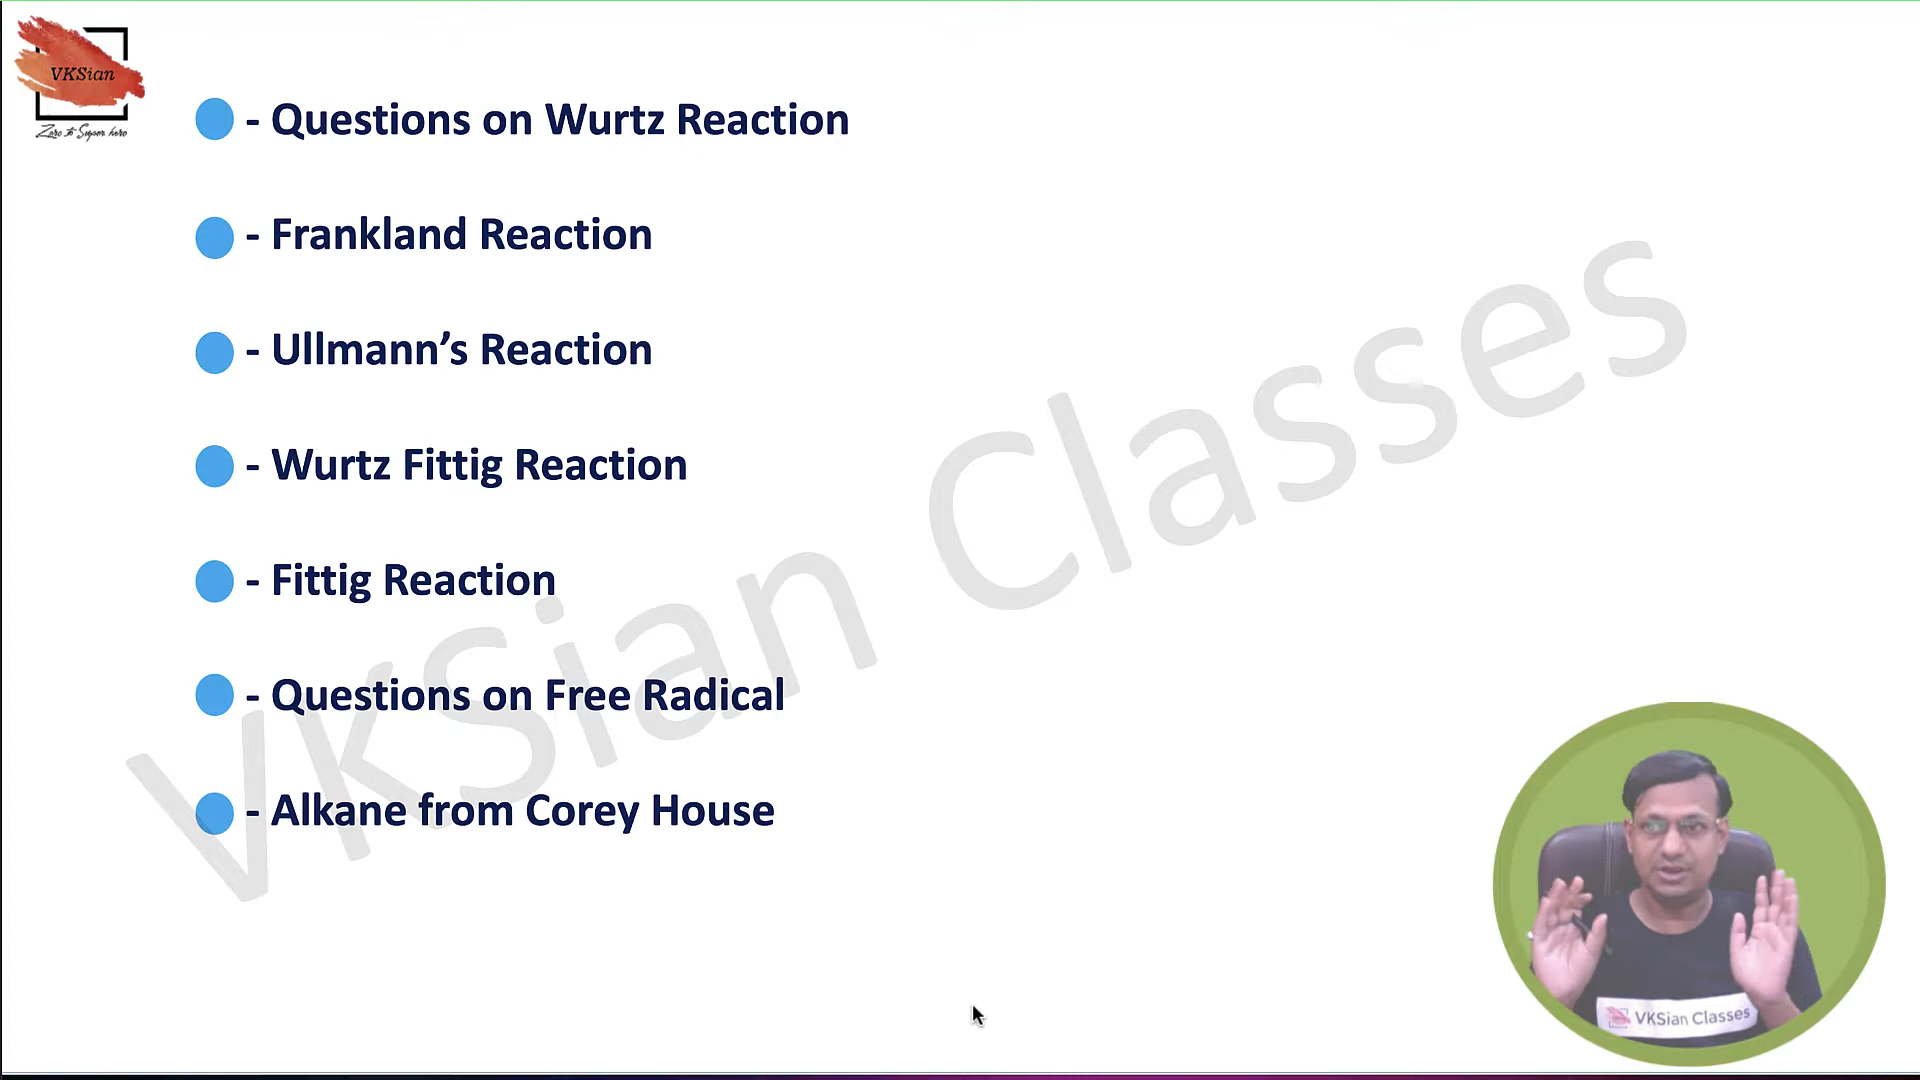 VKSian
Zero to Super hero
- Questions on Wurtz Reaction
- Frankland Reaction
- Ullmann’s Reaction
- Wurtz Fittig Reaction
- Fittig Reaction
- Questions on Free Radical
- Alkane from Corey House
VkSian Classes
VKSian Classes